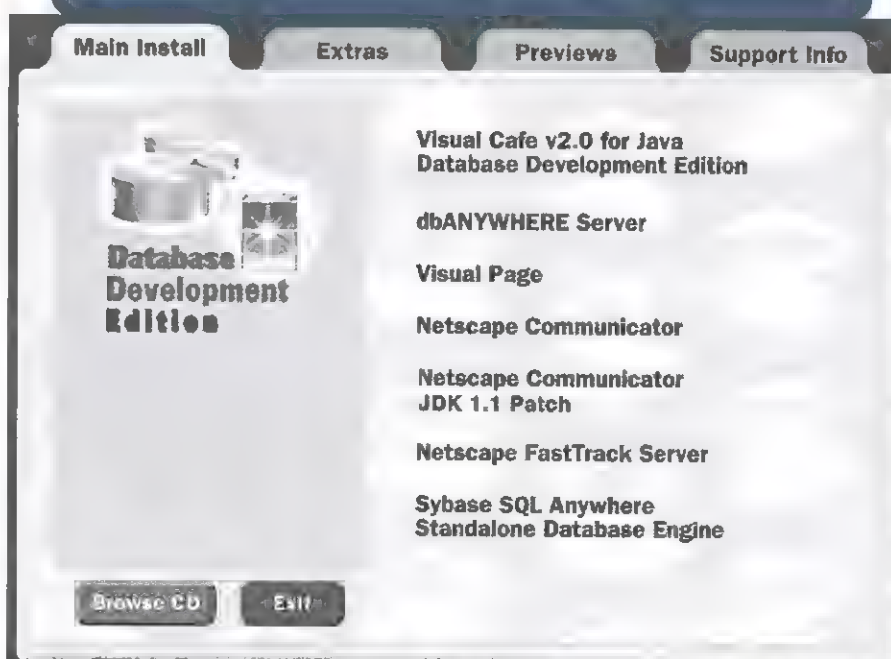 Main Install
Extras
Previews
Support Info
Database
Development
Edition
Visual Cafe v2.0 for Java
Database Development Edition
dbANYWHERE Server
Visual Page
Netscape Communicator
Netscape Communicator
JDK 1.1 Patch
Netscape FastTrack Server
Sybase SQL Anywhere
Standalone Database Engine
Browse CD
Exit